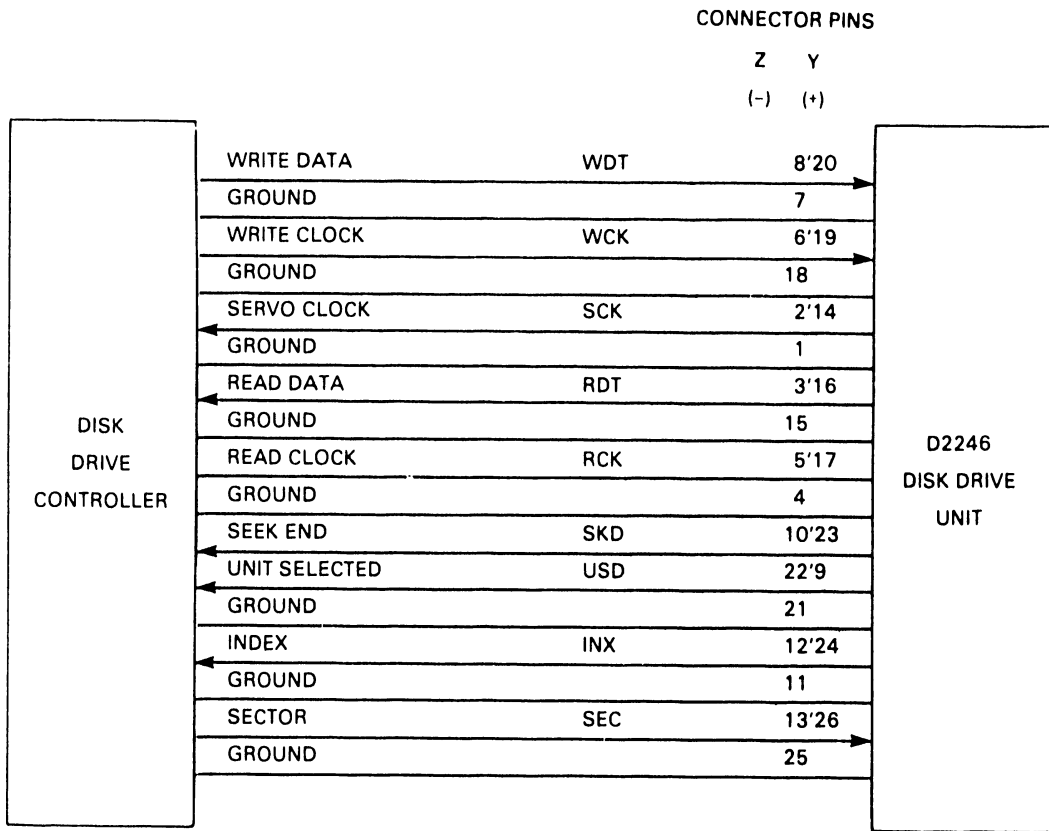 CONNECTOR PINS
Z Y
(-) (+)
WRITE DATA WDT 8'20
GROUND 7
WRITE CLOCK WCK 6'19
GROUND 18
SERVO CLOCK SCK 2'14
GROUND 1
READ DATA RDT 3'16
GROUND 15
READ CLOCK RCK 5'17
GROUND 4
SEEK END SKD 10'23
UNIT SELECTED USD 22'9
GROUND 21
INDEX INX 12'24
GROUND 11
SECTOR SEC 13'26
GROUND 25
DISK
DRIVE
CONTROLLER
D2246
DISK DRIVE
UNIT